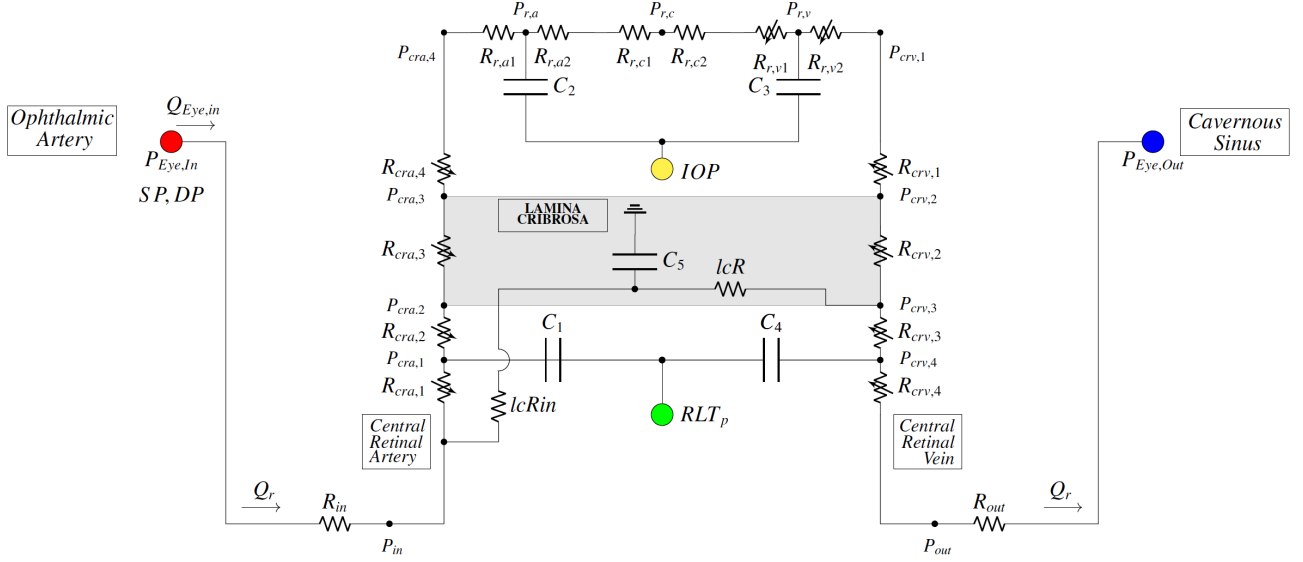 P_{r,a}
P_{r,c}
P_{r,v}
P_{cra,4}
R_{r,a1}
R_{r,a2}
R_{r,c1}
R_{r,c2}
R_{r,v1}
R_{r,v2}
P_{crv,1}
C_2
C_3
Q_{Eye,in}
Ophthalmic
Artery
P_{Eye,In}
SP, DP
Cavernous
Sinus
P_{Eye,Out}
R_{cra,4}
IOP
R_{crv,1}
P_{cra,3}
P_{crv,2}
LAMINA
CRIBROSA
R_{cra,3}
C_5
lcR
R_{crv,2}
P_{cra.2}
P_{crv,3}
R_{cra,2}
C_1
C_4
R_{crv,3}
P_{cra,1}
P_{crv,4}
R_{cra,1}
lcRin
RLT_p
R_{crv,4}
Central
Retinal
Artery
Central
Retinal
Vein
Q_r
R_{in}
P_{in}
R_{out}
Q_r
P_{out}